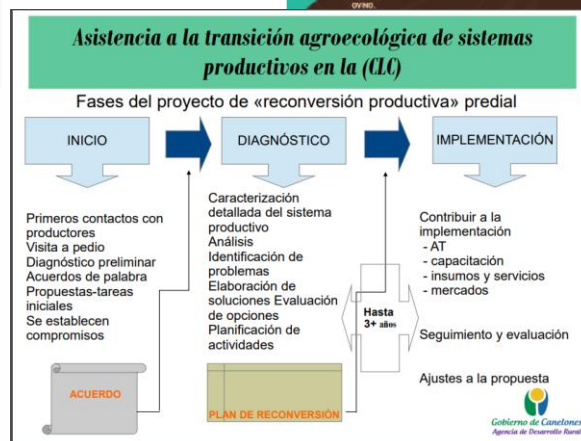 OVINO.
Asistencia a la transición agroecológica de sistemas
productivos en la (CLC)
Fases del proyecto de «reconversión productiva» predial
INICIO
DIAGNÓSTICO
IMPLEMENTACIÓN
Primeros contactos con
productores
Visita a pedio
Diagnóstico preliminar
Acuerdos de palabra
Propuestas-tareas
iniciales
Se establecen
compromisos
Caracterización
detallada del sistema
productivo
Análisis
Identificación de
problemas
Elaboración de
soluciones Evaluación
de opciones
Planificación de
actividades
Contribuir a la
implementación
- AT
- capacitación
- insumos y servicios
- mercados
Hasta
3+ años
Seguimiento y evaluación
Ajustes a la propuesta
ACUERDO
PLAN DE RECONVERSIÓN
Gobierno de Canelones
Agencia de Desarrollo Rural